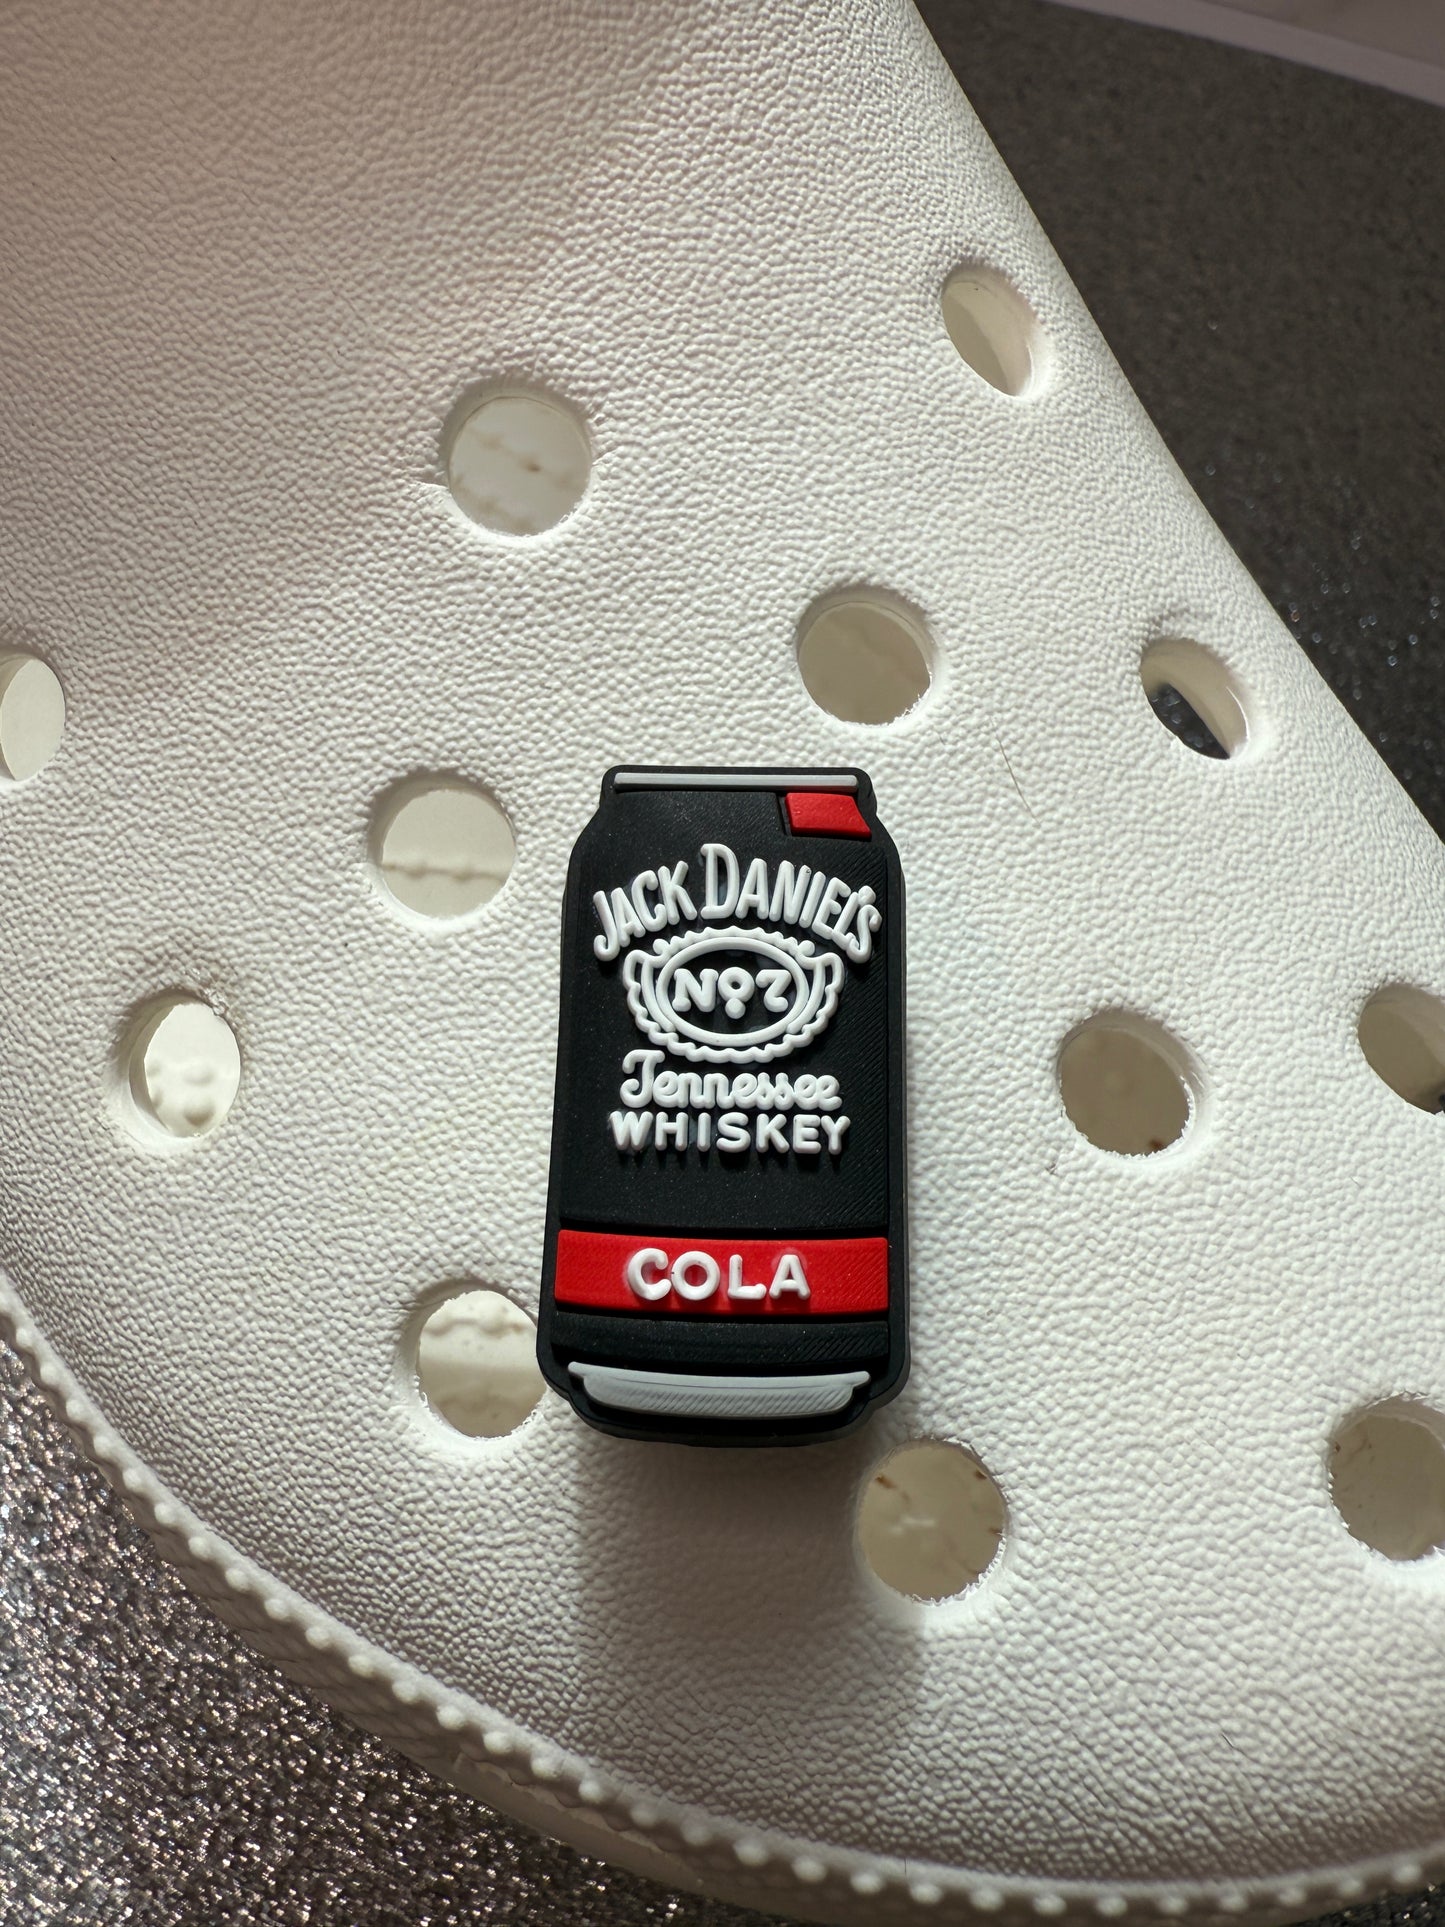 JACK DANIEL'S
No 7
Tennessee
WHISKEY
COLA